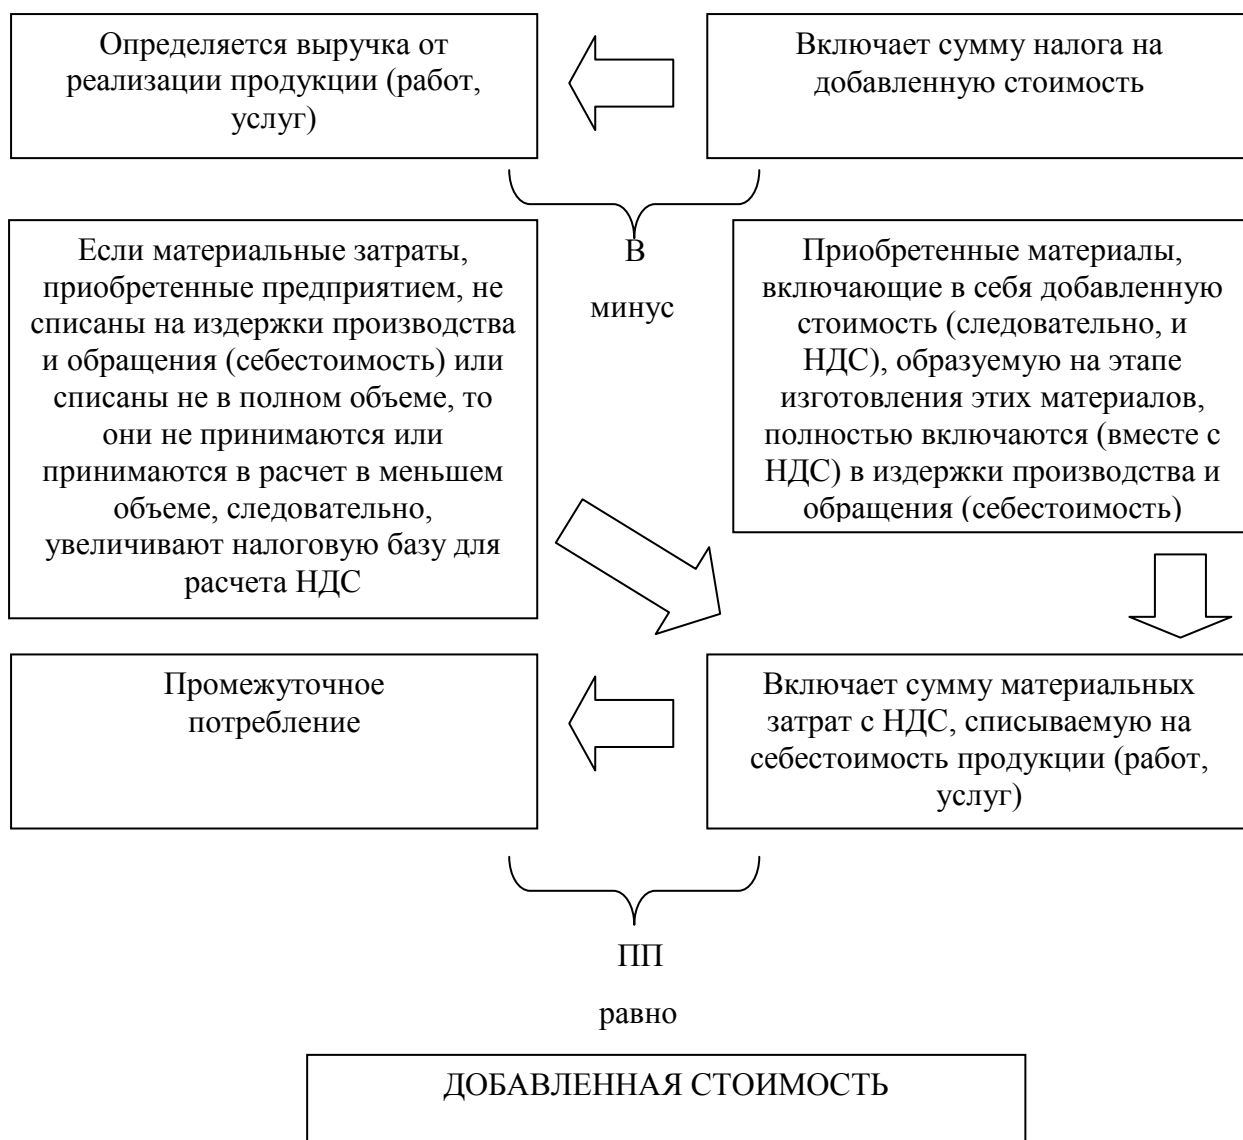 Определяется выручка от
реализации продукции (работ,
услуг)
Включает сумму налога на
добавленную стоимость
В
минус
Если материальные затраты,
приобретенные предприятием, не
списаны на издержки производства
и обращения (себестоимость) или
списаны не в полном объеме, то
они не принимаются или
принимаются в расчет в меньшем
объеме, следовательно,
увеличивают налоговую базу для
расчета НДС
Приобретенные материалы,
включающие в себя добавленную
стоимость (следовательно, и
НДС), образуемую на этапе
изготовления этих материалов,
полностью включаются (вместе с
НДС) в издержки производства и
обращения (себестоимость)
Промежуточное
потребление
Включает сумму материальных
затрат с НДС, списываемую на
себестоимость продукции (работ,
услуг)
ПП
равно
ДОБАВЛЕННАЯ СТОИМОСТЬ